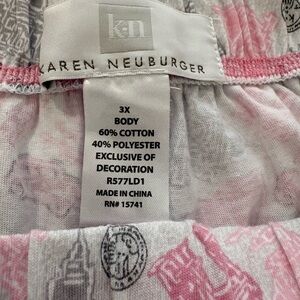 kn
KAREN NEUBURGER
3X
BODY
60% COTTON
40% POLYESTER
EXCLUSIVE OF
DECORATION
R577LD1
MADE IN CHINA
RN# 15741